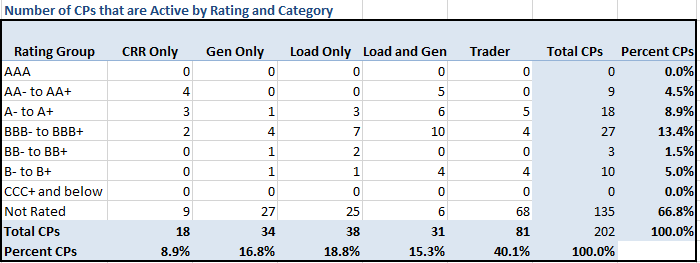 Number of CPs that are Active by Rating and Category
Rating Group CRR Only Gen Only Load Only Load and Gen Trader Total CPs Percent CPs
AAA 0 0 0 0 0 0 0.0%
AA- to AA+ 4 0 0 5 0 9 4.5%
A- to A+ 3 1 3 6 5 18 8.9%
BBB- to BBB+ 2 4 7 10 4 27 13.4%
BB- to BB+ 0 1 2 0 0 3 1.5%
B- to B+ 0 1 1 4 4 10 5.0%
CCC+ and below 0 0 0 0 0 0 0.0%
Not Rated 9 27 25 6 68 135 66.8%
Total CPs 18 34 38 31 81 202 100.0%
Percent CPs 8.9% 16.8% 18.8% 15.3% 40.1% 100.0%